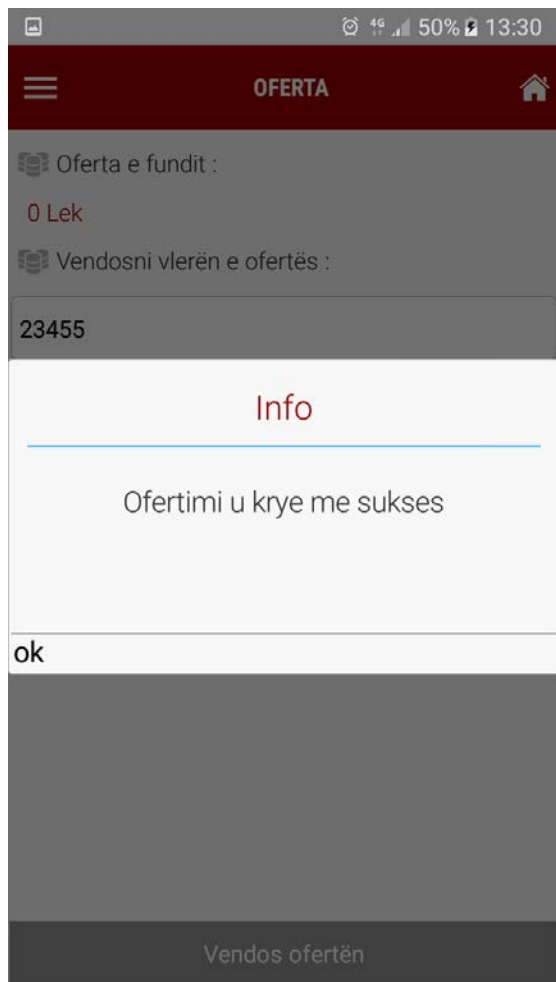 4G 50% 13:30
OFERTA
Oferta e fundit :
0 Lek
Vendosni vlerën e ofertës :
23455
Info
Ofertimi u krye me sukses
ok
Vendos ofertën